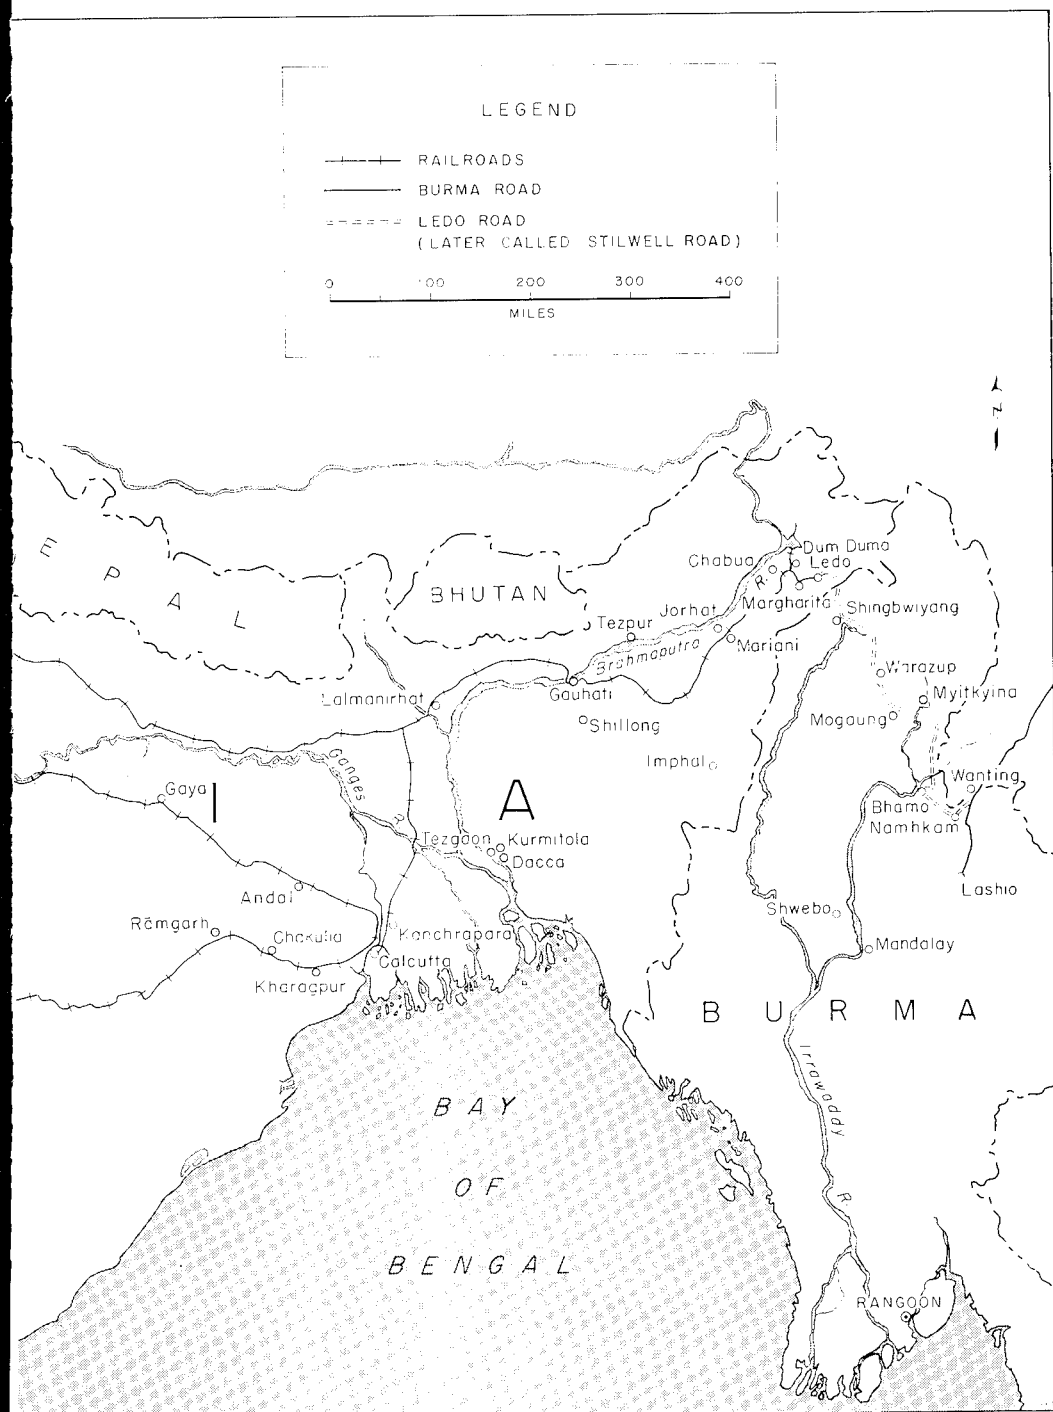 LEGEND
RAILROADS
BURMA ROAD
LEDO ROAD
(LATER CALLED STILWELL ROAD)
0 100 200 300 400
MILES
N
E P A L
BHUTAN
Chabua
Dum Duma
Ledo
R.
Margharita
Jorhat
Shingbwiyang
Tezpur
Brahmaputra
Mariani
Warazup
Lalmanirhat
Gauhati
Myitkyina
Shillong
Mogaung
Imphal
Ganges
R.
Gaya
I A
Wanting
Bhamo
Namhkam
Tezgaon
Kurmitola
Dacca
Andal
Lashio
Shwebo
Rāmgarh
Chakulia
Kanchrapara
Mandalay
Calcutta
Kharagpur
BURMA
Irrawaddy
R.
BAY
OF
BENGAL
RANGOON